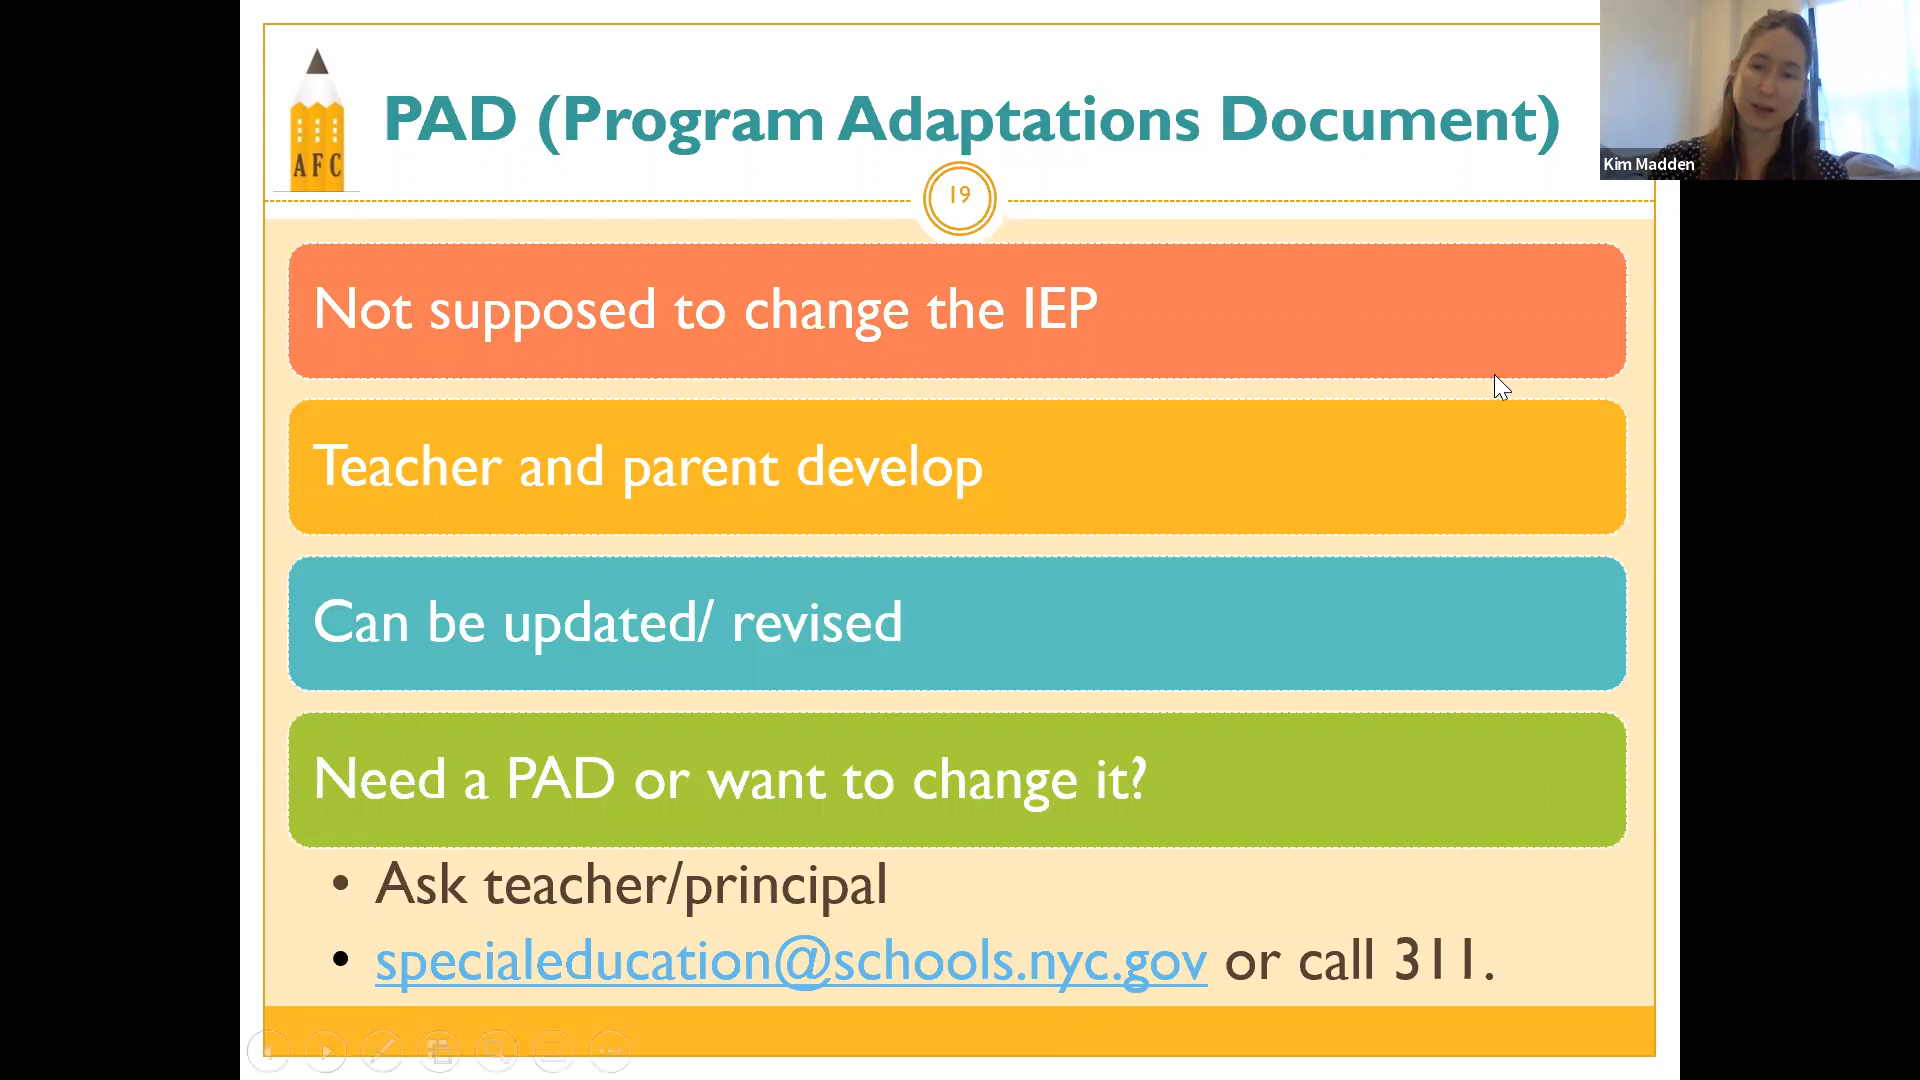 AFC
PAD (Program Adaptations Document)
Kim Madden
19
Not supposed to change the IEP
Teacher and parent develop
Can be updated/ revised
Need a PAD or want to change it?
• Ask teacher/principal
• specialeducation@schools.nyc.gov or call 311.